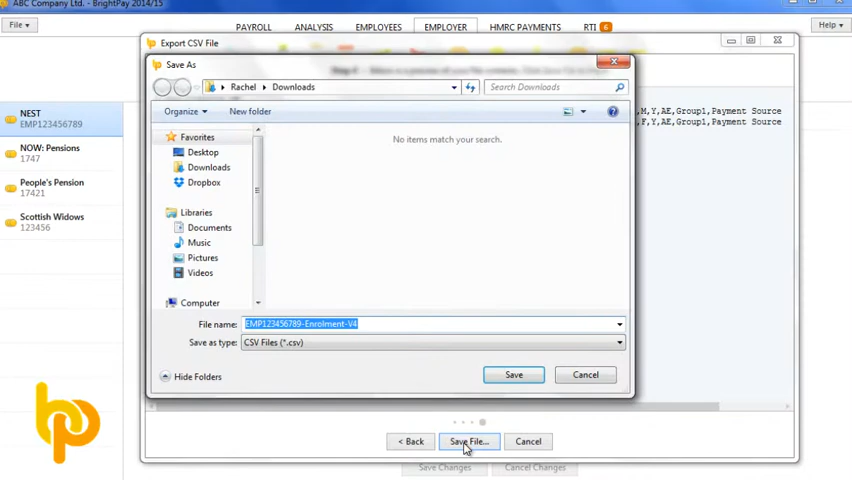 ABC Company Ltd. - BrightPay 2014/15
File
PAYROLL
ANALYSIS
EMPLOYEES
EMPLOYER
HMRC PAYMENTS
RTI 6
Help
Export CSV File
Save As
Rachel
Downloads
Search Downloads
Organize
New folder
NEST
EMP123456789
NOW: Pensions
1747
People's Pension
17421
Scottish Widows
123456
Favorites
Desktop
Downloads
Dropbox
Libraries
Documents
Music
Pictures
Videos
Computer
No items match your search.
,M,Y,AE,Group1,Payment Source
,F,Y,AE,Group1,Payment Source
File name: EMP123456789-Enrolment-V4
Save as type: CSV Files (*.csv)
Hide Folders
Save
Cancel
< Back
Save File...
Cancel
Save Changes
Cancel Changes
bp